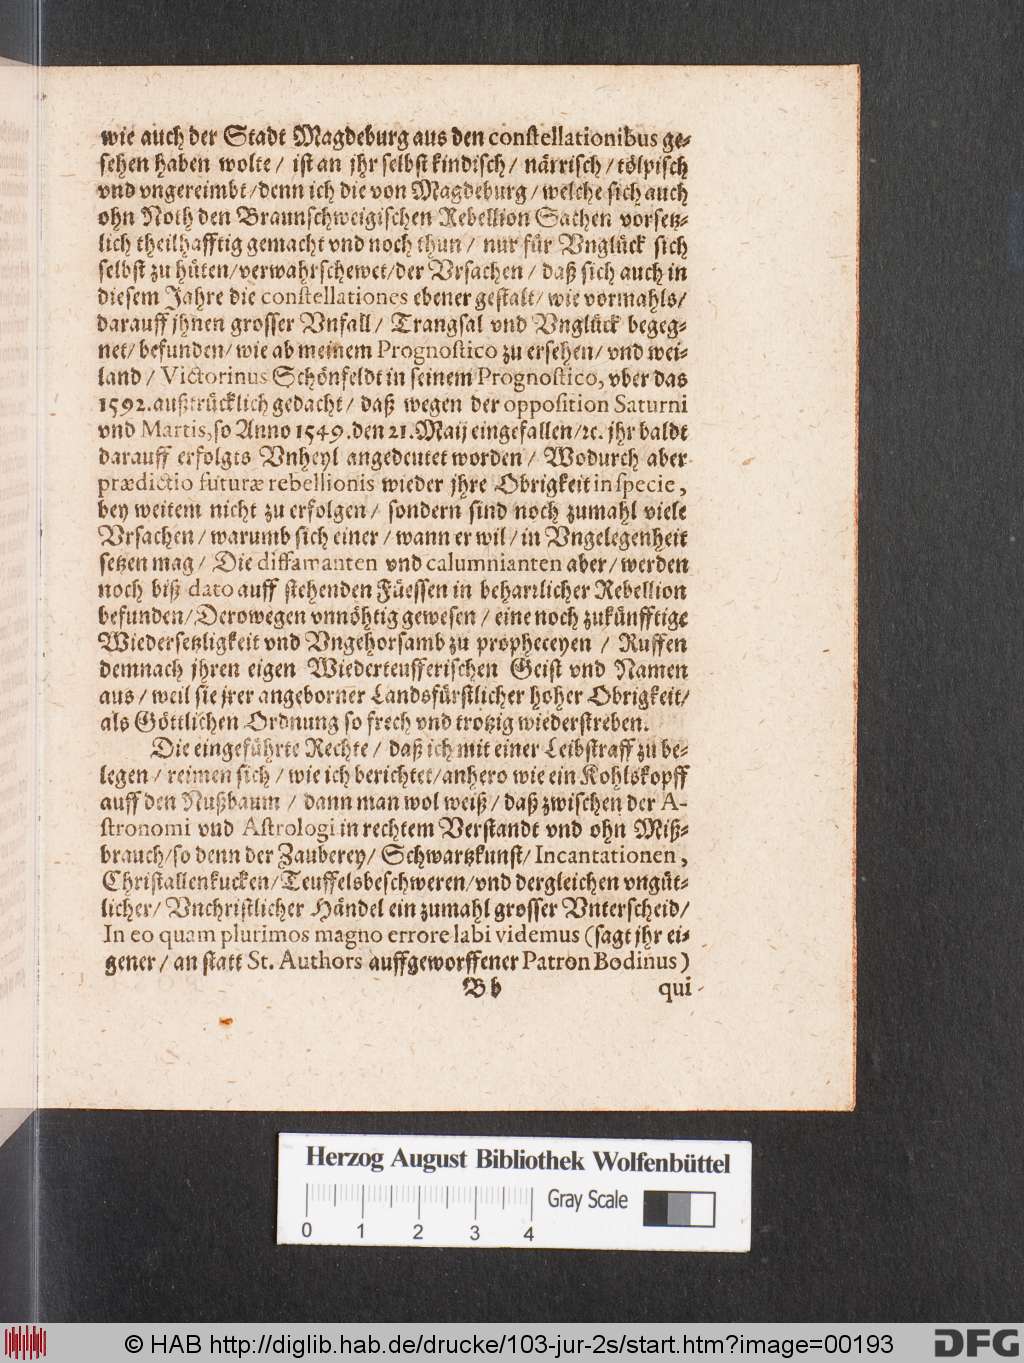 wie auch der Stadt Magdeburg aus den constellationibus ge-
sehen haben wolte / ist an jhr selbst kindisch / närrisch / tölpisch
vnd vngereimbt / denn ich die von Magdeburg / welche sich auch
ohn Noth den Braunschweigischen Rebellion Sachen vorsetz-
lich theilhafftig gemacht vnd noch thun / nur für Vnglück sich
selbst zu hüten / verwahrschewet / der Vrsachen / daß sich auch in
diesem Jahre die constellationes ebener gestalt / wie vormahls /
darauff jhnen grosser Vnfall / Trangsal vnd Vnglück begeg-
net / befunden / wie ab meinem Prognostico zu ersehen / vnd wei-
land / Victorinus Schönfeldt in seinem Prognostico, vber das
1592. außtrücklich gedacht / daß wegen der opposition Saturni
vnd Martis, so Anno 1549. den 21. Maij eingefallen / ꝛc. jhr baldt
darauff erfolgts Vnheyl angedeutet worden / Wodurch aber
prædictio futuræ rebellionis wieder jhre Obrigkeit in specie,
bey weitem nicht zu erfolgen / sondern sind noch zumahl viele
Vrsachen / warumb sich einer / wann er wil / in Vngelegenheit
setzen mag / Die diffamanten vnd calumnianten aber / werden
noch biß dato auff stehenden Füessen in beharrlicher Rebellion
befunden / Derowegen vnnöhtig gewesen / eine noch zukünfftige
Wiedersetzligkeit vnd Vngehorsamb zu propheceyen / Ruffen
demnach jhren eigen Wiederteufferischen Geist vnd Namen
aus / weil sie jrer angeborner Landsfürstlicher hoher Obrigkeit /
als Göttlichen Ordnung so frech vnd trotzig wiederstreben.
Die eingeführte Rechte / daß ich mit einer Leibstraff zu be-
legen / reimen sich / wie ich berichtet / anhero wie ein Kohlskopff
auff den Nußbaum / dann man wol weiß / daß zwischen der A-
stronomi vnd Astrologi in rechtem Verstandt vnd ohn Miß-
brauch / so denn der Zauberey / Schwartzkunst / Incantationen,
Christallenkucken / Teuffelsbeschweren / vnd dergleichen vngüt-
licher / Vnchristlicher Händel ein zumahl grosser Vnterscheid /
In eo quam plurimos magno errore labi videmus (sagt jhr ei-
gener / an statt St. Authors auffgeworffener Patron Bodinus)
B b qui
Herzog August Bibliothek Wolfenbüttel
Gray Scale
0 1 2 3 4
© HAB http://diglib.hab.de/drucke/103-jur-2s/start.htm?image=00193
DFG